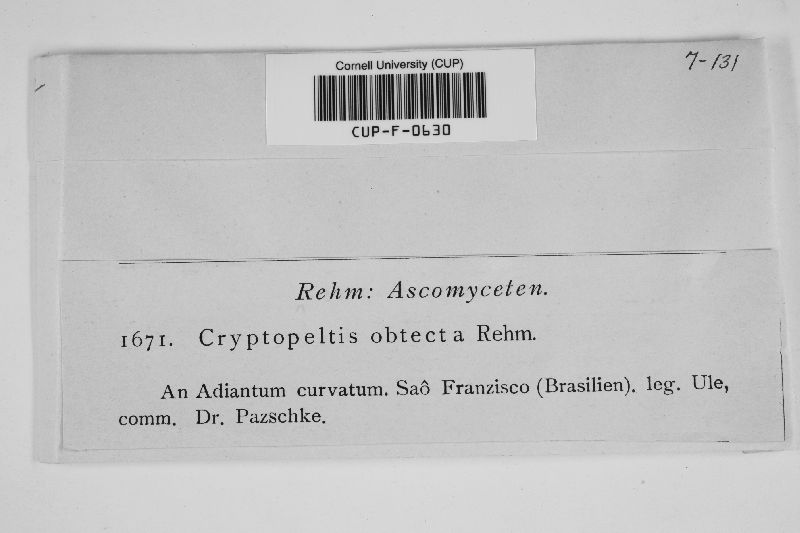 Cornell University (CUP)
7-131
CUP-F-0630
Rehm: Ascomyceten.
1671. Cryptopeltis obtecta Rehm.
An Adiantum curvatum. Saô Franzisco (Brasilien). leg. Ule,
comm. Dr. Pazschke.